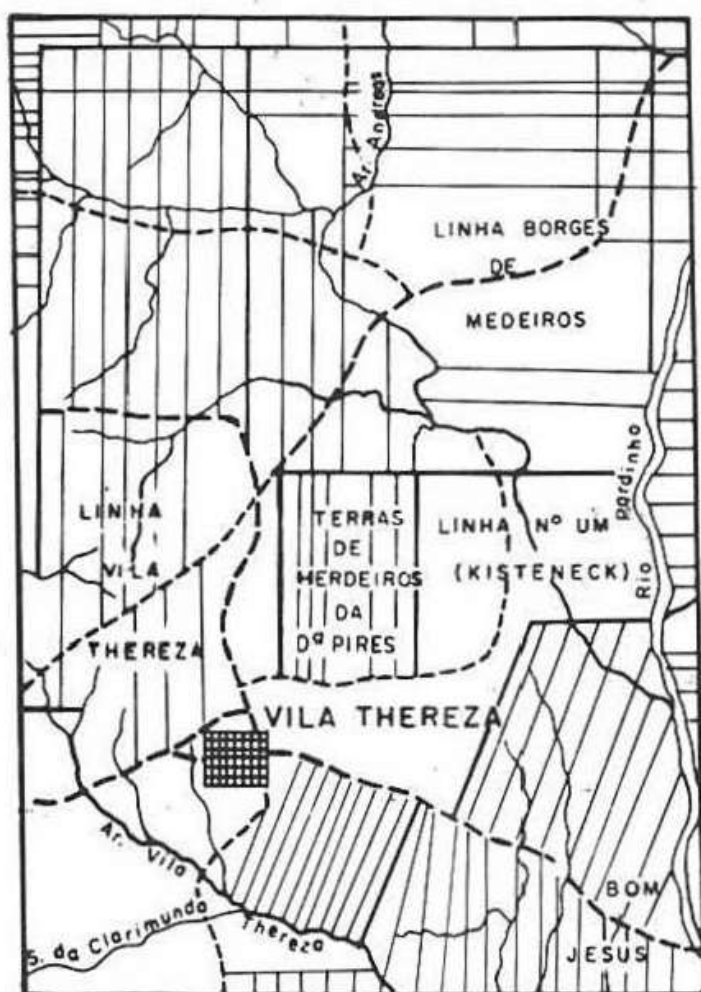 Ar. Andreas
LINHA BORGES
DE
MEDEIROS
Rio Pardinho
LINHA
VILA
THEREZA
TERRAS
DE
HERDEIROS
DA
Dª PIRES
LINHA Nº UM
(KISTENECK)
VILA THEREZA
Ar. Vila Thereza
S. da Clarimunda
BOM
JESUS